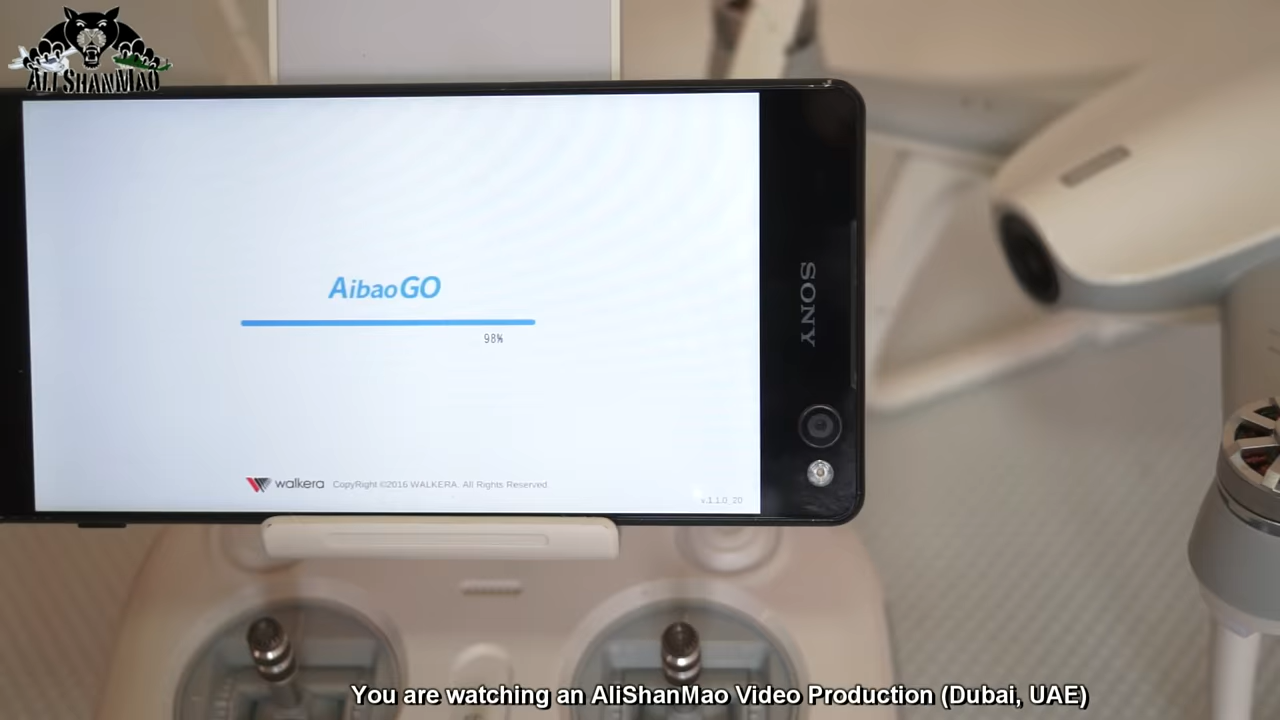 ALISHANMAO
AibaoGO
98%
walkera CopyRight ©2016 WALKERA. All Rights Reserved.
v.1.1.0_20
SONY
You are watching an AliShanMao Video Production (Dubai, UAE)